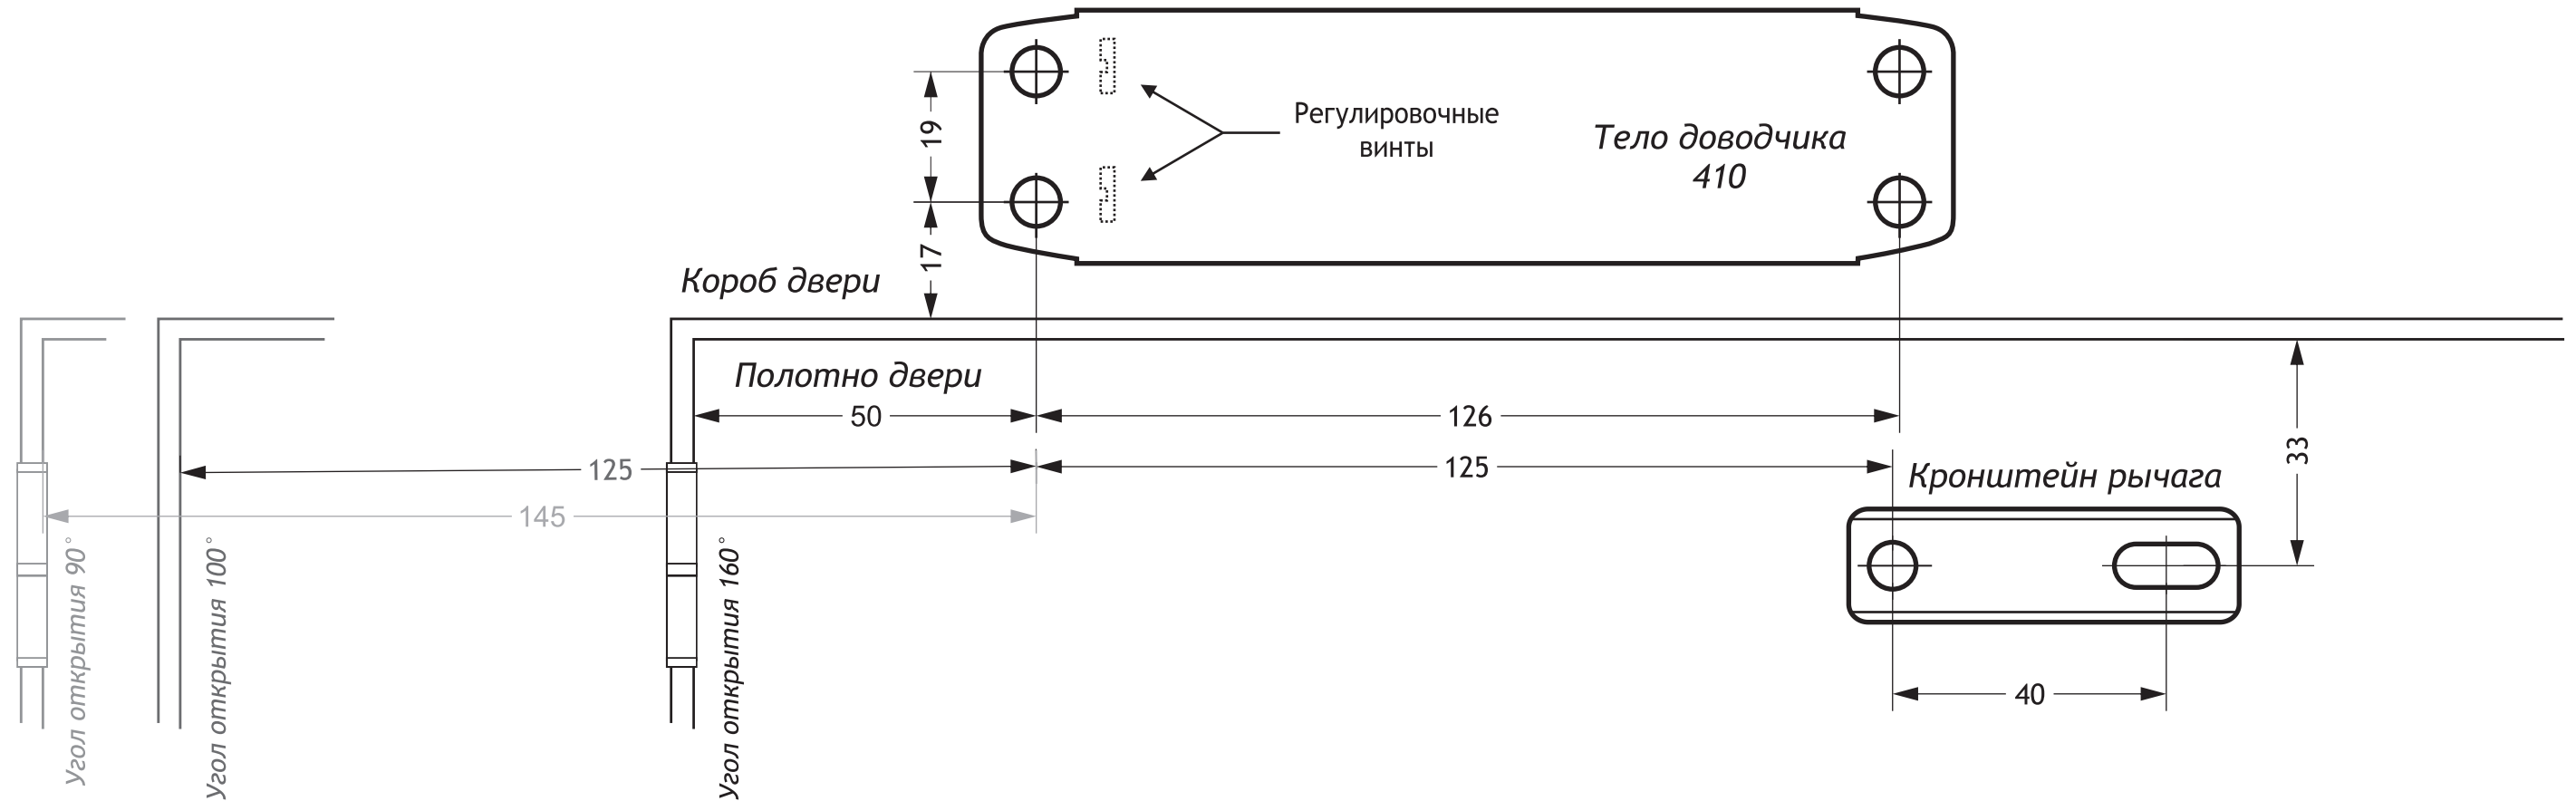 19
Регулировочные
винты
Тело доводчика
410
17
Короб двери
Полотно двери
50
126
125
125
Кронштейн рычага
33
145
Угол открытия 90°
Угол открытия 100°
Угол открытия 160°
40